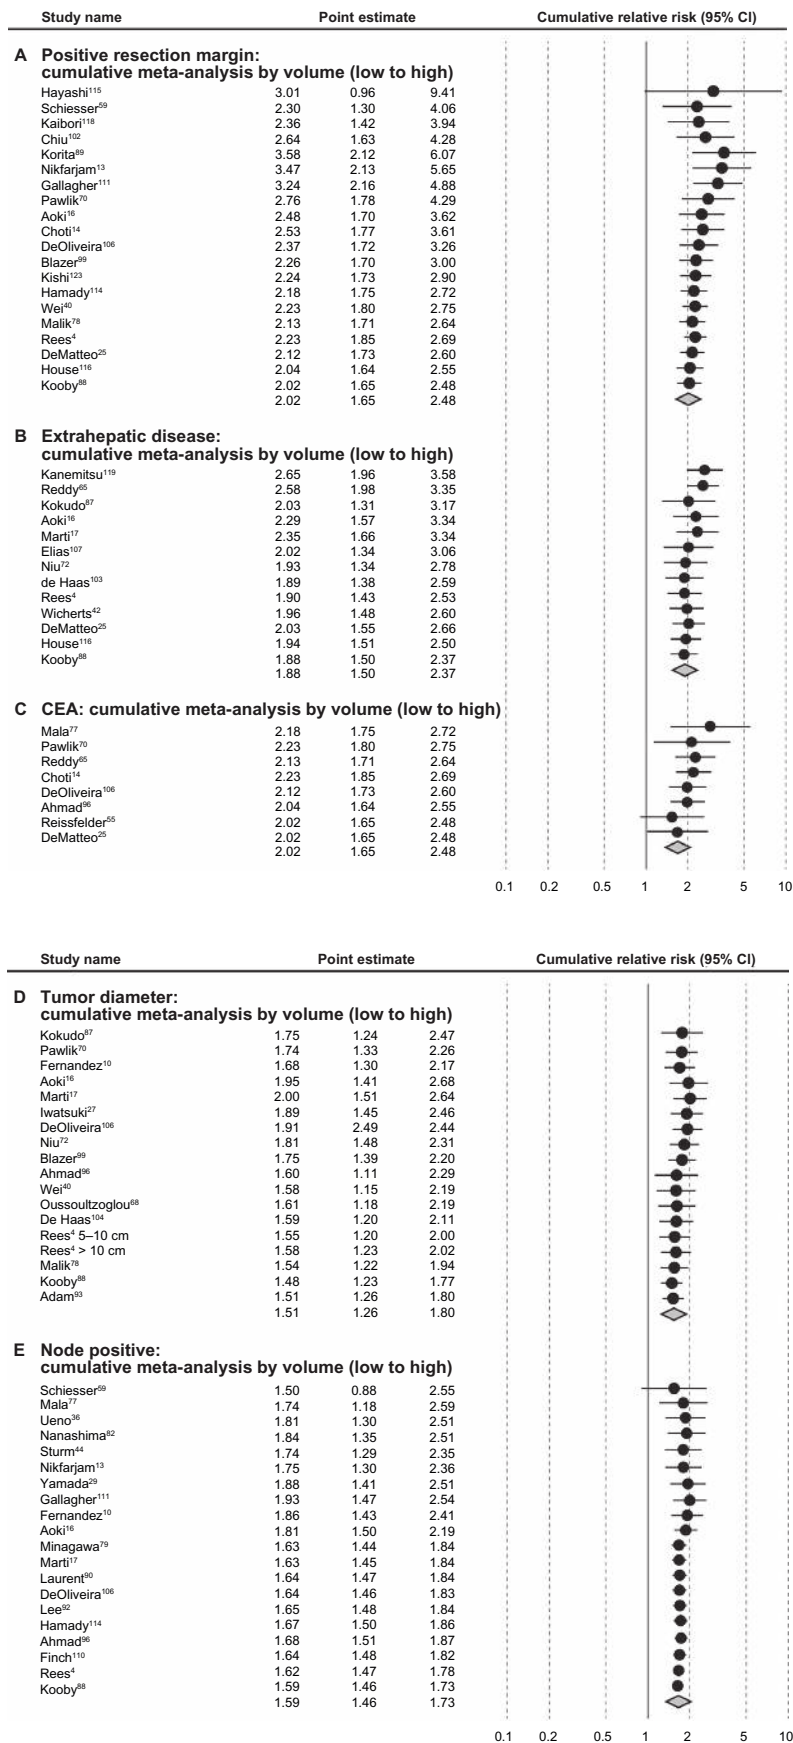 Study name Point estimate Cumulative relative risk (95% CI)
A Positive resection margin:
cumulative meta-analysis by volume (low to high)
Hayashi115 3.01 0.96 9.41
Schiesser59 2.30 1.30 4.06
Kaibori118 2.36 1.42 3.94
Chiu102 2.64 1.63 4.28
Korita89 3.58 2.12 6.07
Nikfarjam13 3.47 2.13 5.65
Gallagher111 3.24 2.16 4.88
Pawlik70 2.76 1.78 4.29
Aoki16 2.48 1.70 3.62
Choti14 2.53 1.77 3.61
DeOliveira106 2.37 1.72 3.26
Blazer99 2.26 1.70 3.00
Kishi123 2.24 1.73 2.90
Hamady114 2.18 1.75 2.72
Wei40 2.23 1.80 2.75
Malik78 2.13 1.71 2.64
Rees4 2.23 1.85 2.69
DeMatteo25 2.12 1.73 2.60
House116 2.04 1.64 2.55
Kooby88 2.02 1.65 2.48
2.02 1.65 2.48
B Extrahepatic disease:
cumulative meta-analysis by volume (low to high)
Kanemitsu119 2.65 1.96 3.58
Reddy65 2.58 1.98 3.35
Kokudo87 2.03 1.31 3.17
Aoki16 2.29 1.57 3.34
Marti17 2.35 1.66 3.34
Elias107 2.02 1.34 3.06
Niu72 1.93 1.34 2.78
de Haas103 1.89 1.38 2.59
Rees4 1.90 1.43 2.53
Wicherts42 1.96 1.48 2.60
DeMatteo25 2.03 1.55 2.66
House116 1.94 1.51 2.50
Kooby88 1.88 1.50 2.37
1.88 1.50 2.37
C CEA: cumulative meta-analysis by volume (low to high)
Mala77 2.18 1.75 2.72
Pawlik70 2.23 1.80 2.75
Reddy65 2.13 1.71 2.64
Choti14 2.23 1.85 2.69
DeOliveira106 2.12 1.73 2.60
Ahmad96 2.04 1.64 2.55
Reissfelder55 2.02 1.65 2.48
DeMatteo25 2.02 1.65 2.48
2.02 1.65 2.48
0.1 0.2 0.5 1 2 5 10
Study name Point estimate Cumulative relative risk (95% CI)
D Tumor diameter:
cumulative meta-analysis by volume (low to high)
Kokudo87 1.75 1.24 2.47
Pawlik70 1.74 1.33 2.26
Fernandez10 1.68 1.30 2.17
Aoki16 1.95 1.41 2.68
Marti17 2.00 1.51 2.64
Iwatsuki27 1.89 1.45 2.46
DeOliveira106 1.91 2.49 2.44
Niu72 1.81 1.48 2.31
Blazer99 1.75 1.39 2.20
Ahmad96 1.60 1.11 2.29
Wei40 1.58 1.15 2.19
Oussoultzoglou68 1.61 1.18 2.19
De Haas104 1.59 1.20 2.11
Rees4 5–10 cm 1.55 1.20 2.00
Rees4 > 10 cm 1.58 1.23 2.02
Malik78 1.54 1.22 1.94
Kooby88 1.48 1.23 1.77
Adam93 1.51 1.26 1.80
1.51 1.26 1.80
E Node positive:
cumulative meta-analysis by volume (low to high)
Schiesser59 1.50 0.88 2.55
Mala77 1.74 1.18 2.59
Ueno36 1.81 1.30 2.51
Nanashima82 1.84 1.35 2.51
Sturm44 1.74 1.29 2.35
Nikfarjam13 1.75 1.30 2.36
Yamada29 1.88 1.41 2.51
Gallagher111 1.93 1.47 2.54
Fernandez10 1.86 1.43 2.41
Aoki16 1.81 1.50 2.19
Minagawa79 1.63 1.44 1.84
Marti17 1.63 1.45 1.84
Laurent90 1.64 1.47 1.84
DeOliveira106 1.64 1.46 1.83
Lee92 1.65 1.48 1.84
Hamady114 1.67 1.50 1.86
Ahmad96 1.68 1.51 1.87
Finch110 1.64 1.48 1.82
Rees4 1.62 1.47 1.78
Kooby88 1.59 1.46 1.73
1.59 1.46 1.73
0.1 0.2 0.5 1 2 5 10